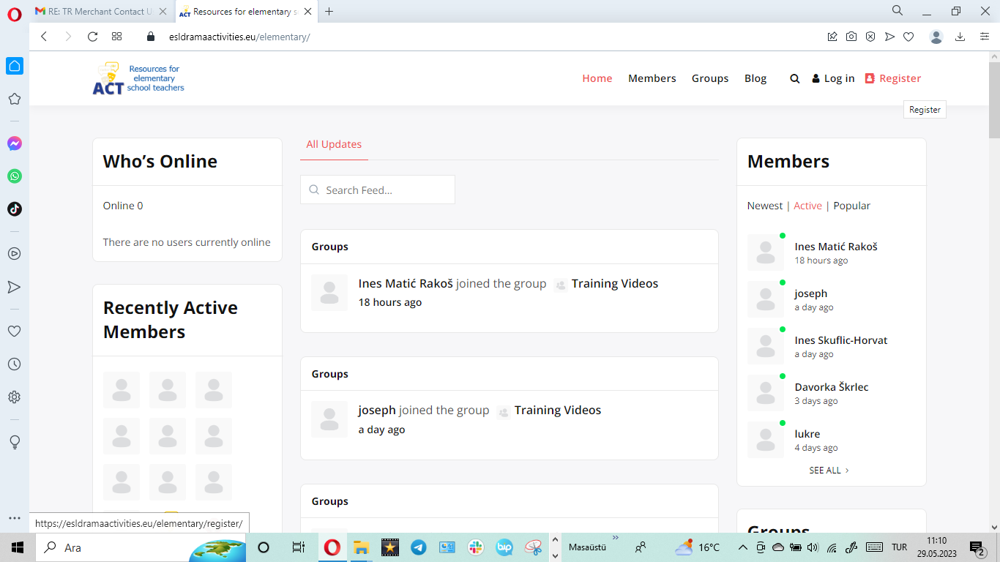 RE: TR Merchant Contact U
Resources for elementary s
esldramaactivities.eu/elementary/
ACT
Resources for
elementary
school teachers
Home
Members
Groups
Blog
Log in
Register
Register
Who's Online
Online 0
There are no users currently online
Recently Active
Members
All Updates
Search Feed...
Groups
Ines Matić Rakoš joined the group Training Videos
18 hours ago
Groups
joseph joined the group Training Videos
a day ago
Groups
Members
Newest | Active | Popular
Ines Matić Rakoš
18 hours ago
joseph
a day ago
Ines Skuflic-Horvat
a day ago
Davorka Škrlec
3 days ago
lukre
4 days ago
SEE ALL
Groups
https://esldramaactivities.eu/elementary/register/
Ara
bip
Masaüstü
16°C
TUR
11:10
29.05.2023
2